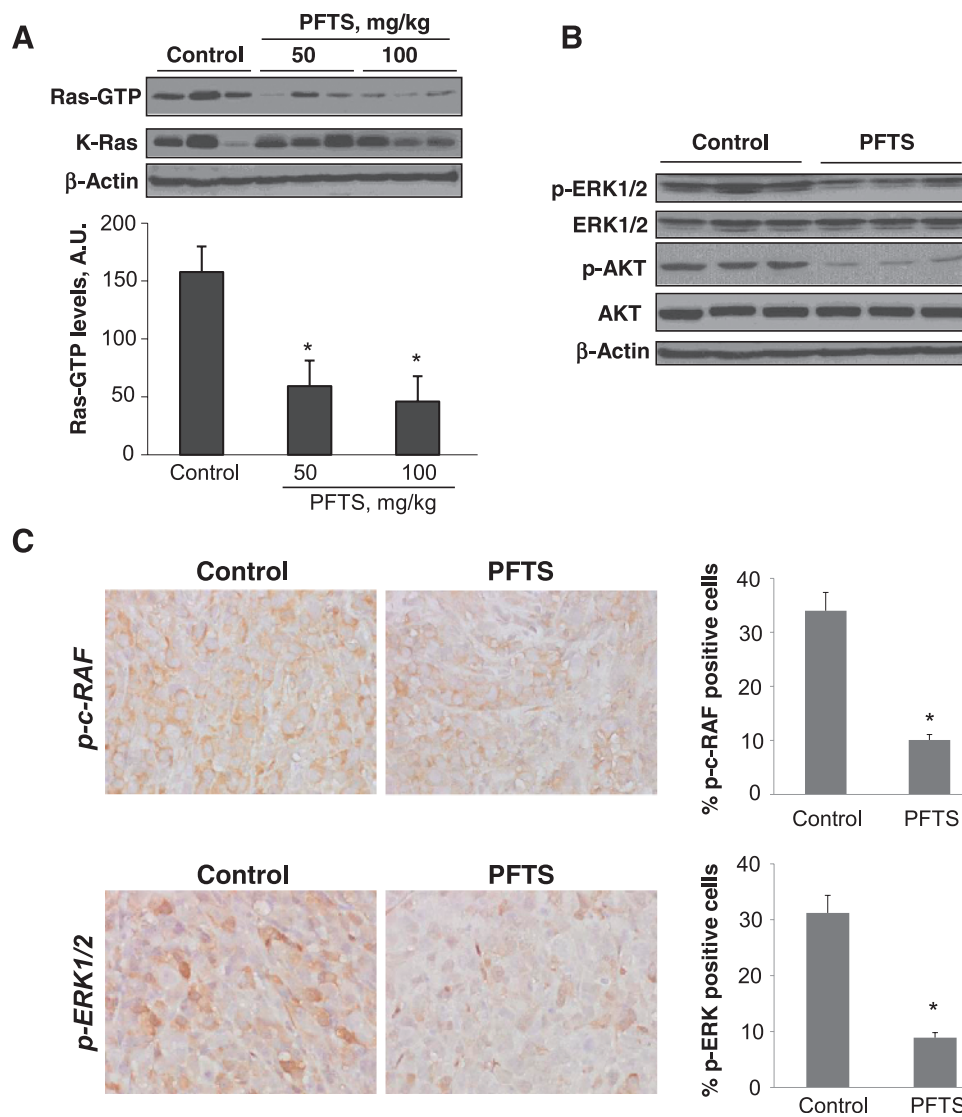 A
PFTS, mg/kg
Control 50 100
Ras-GTP
K-Ras
β-Actin
Ras-GTP levels, A.U.
200
150
100
50
0
* *
Control 50 100
PFTS, mg/kg
B
Control PFTS
p-ERK1/2
ERK1/2
p-AKT
AKT
β-Actin
C
Control PFTS
p-c-RAF
% p-c-RAF positive cells
40
30
20
10
0
*
Control PFTS
Control PFTS
p-ERK1/2
% p-ERK positive cells
40
30
20
10
0
*
Control PFTS